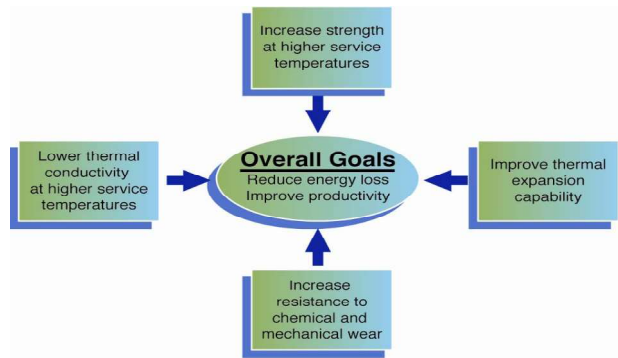 Increase strength
at higher service
temperatures
Lower thermal
conductivity
at higher service
temperatures
Overall Goals
Reduce energy loss
Improve productivity
Improve thermal
expansion
capability
Increase
resistance to
chemical and
mechanical wear